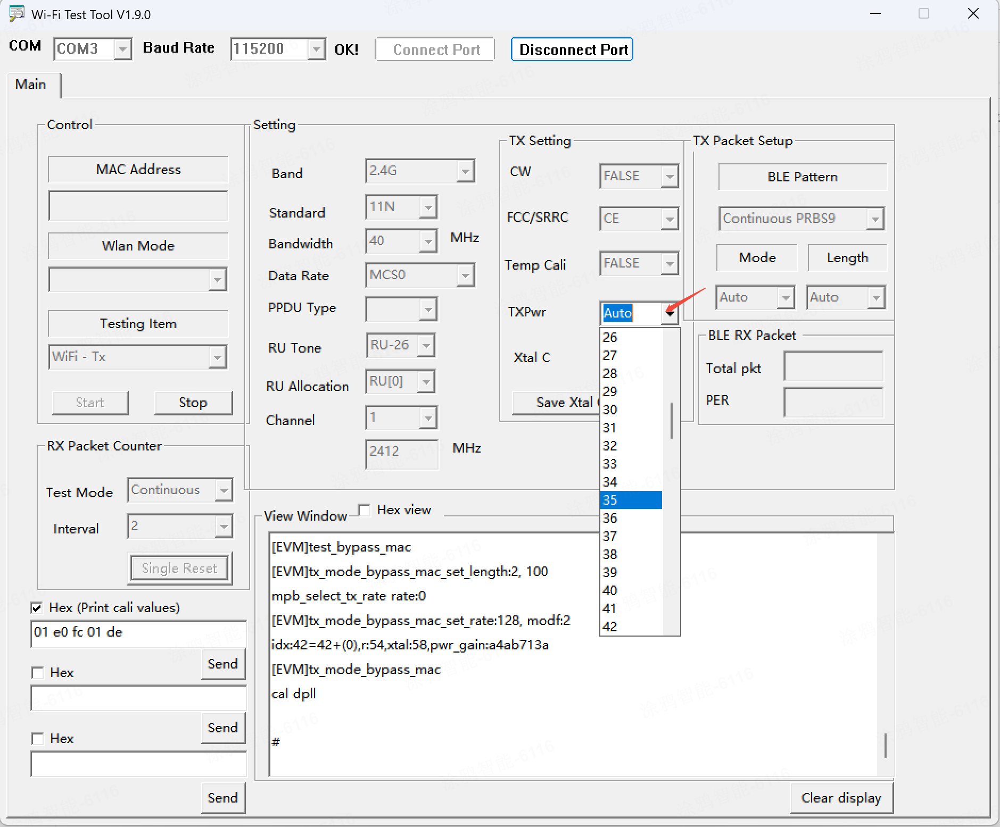 Wi-Fi Test Tool V1.9.0
COM COM3 Baud Rate 115200 OK! Connect Port Disconnect Port
Main
Control
MAC Address
Wlan Mode
Testing Item
WiFi - Tx
Start Stop
Setting
Band 2.4G
Standard 11N
Bandwidth 40 MHz
Data Rate MCS0
PPDU Type
RU Tone RU-26
RU Allocation RU[0]
Channel 1
2412 MHz
TX Setting
CW FALSE
FCC/SRRC CE
Temp Cali FALSE
TXPwr Auto
26
27
28
29
30
31
32
33
34
35
36
37
38
39
40
41
42
Xtal C
Save Xtal
TX Packet Setup
BLE Pattern
Continuous PRBS9
Mode Length
Auto Auto
BLE RX Packet
Total pkt
PER
RX Packet Counter
Test Mode Continuous
Interval 2
Single Reset
Hex (Print cali values)
01 e0 fc 01 de
Send
Hex
Send
Hex
Send
View Window Hex view
[EVM]test_bypass_mac
[EVM]tx_mode_bypass_mac_set_length:2, 100
mpb_select_tx_rate rate:0
[EVM]tx_mode_bypass_mac_set_rate:128, modf:2
idx:42=42+(0),r:54,xtal:58,pwr_gain:a4ab713a
[EVM]tx_mode_bypass_mac
cal dpll
#
Clear display
涂鸦智能-6116